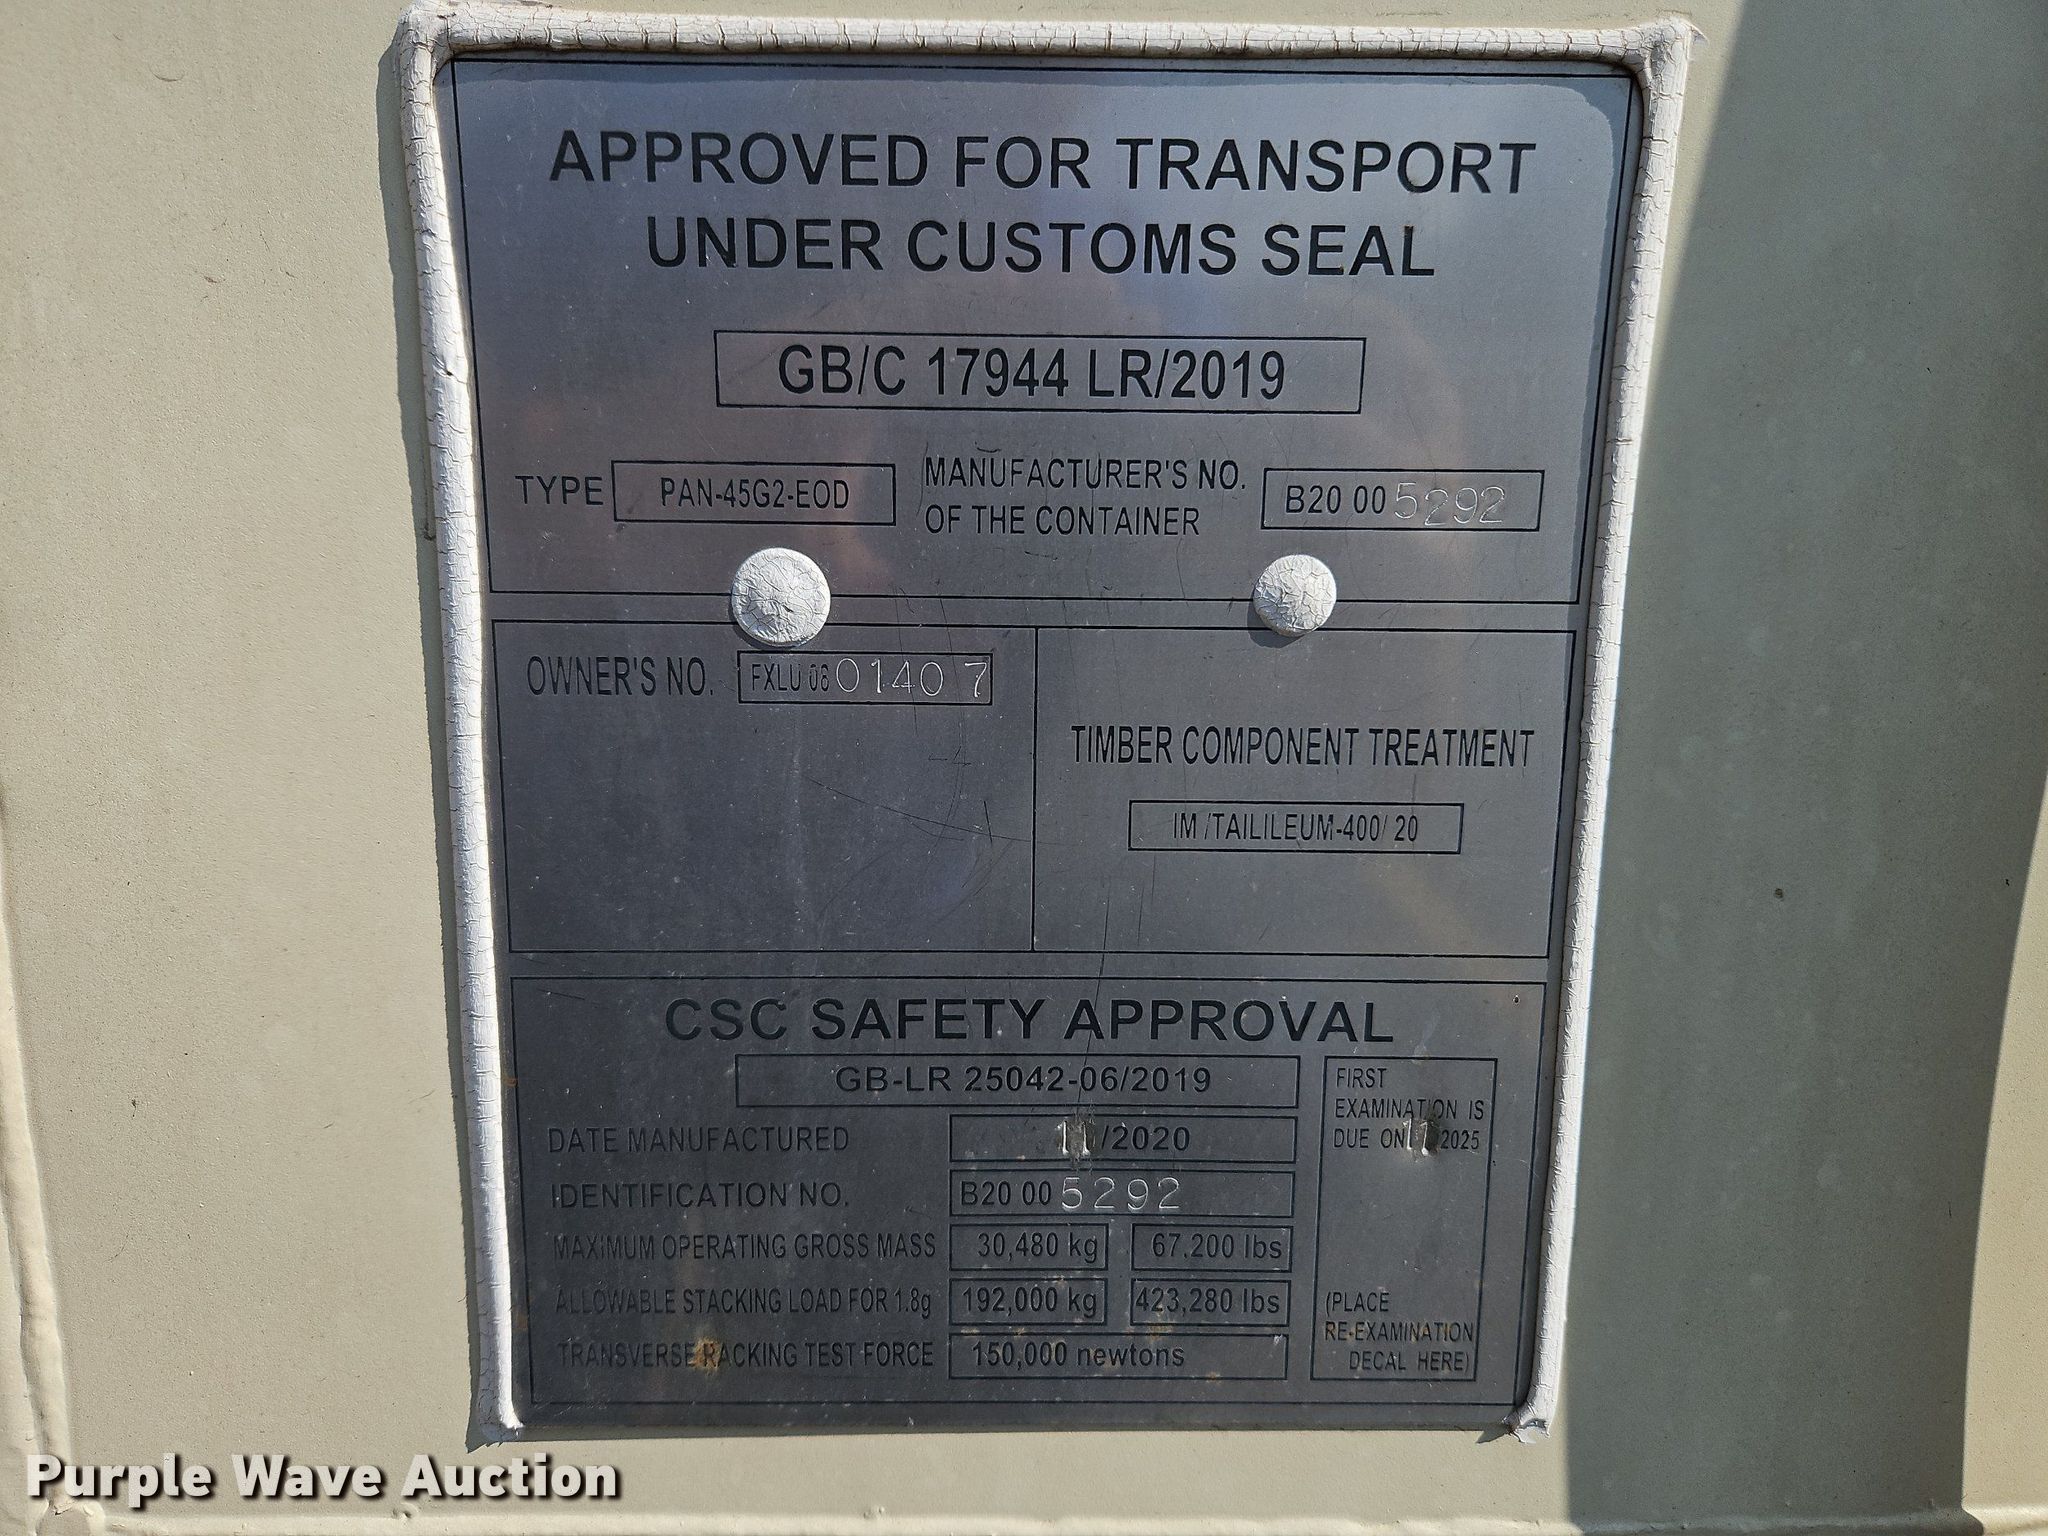 APPROVED FOR TRANSPORT
UNDER CUSTOMS SEAL
GB/C 17944 LR/2019
TYPE PAN-45G2-EOD
MANUFACTURER'S NO.
OF THE CONTAINER
B20 00 5292
OWNER'S NO. FXLU 08 0140 7
TIMBER COMPONENT TREATMENT
IM /TAILILEUM-400/ 20
CSC SAFETY APPROVAL
GB-LR 25042-06/2019
DATE MANUFACTURED 11/2020
IDENTIFICATION NO. B20 00 5292
MAXIMUM OPERATING GROSS MASS 30,480 kg 67,200 lbs
ALLOWABLE STACKING LOAD FOR 1.8g 192,000 kg 423,280 lbs
TRANSVERSE RACKING TEST FORCE 150,000 newtons
FIRST
EXAMINATION IS
DUE ON 11 2025
(PLACE
RE-EXAMINATION
DECAL HERE)
Purple Wave Auction